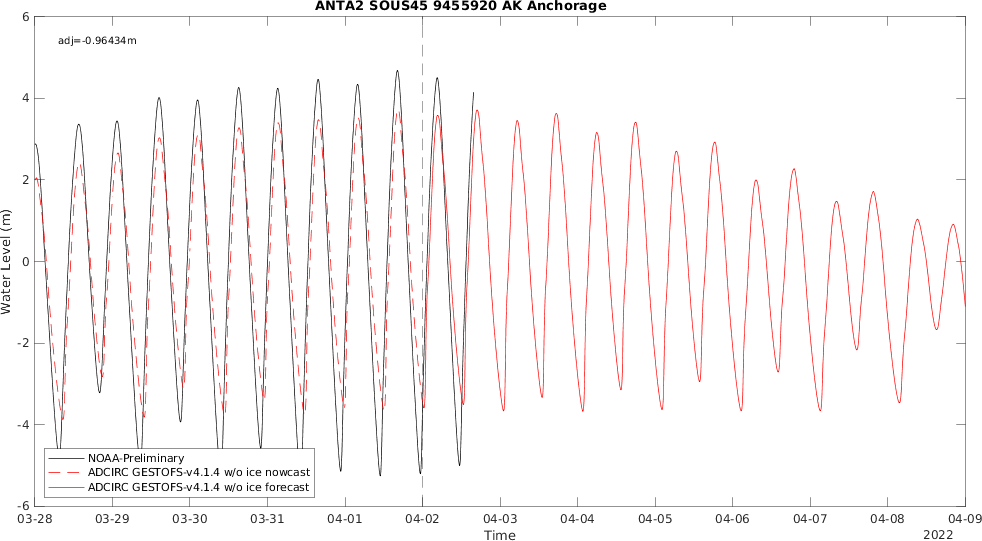 ANTA2 SOUS45 9455920 AK Anchorage
adj=-0.96434m
Water Level (m)
6
4
2
0
-2
-4
-6
NOAA-Preliminary
ADCIRC GESTOFS-v4.1.4 w/o ice nowcast
ADCIRC GESTOFS-v4.1.4 w/o ice forecast
03-28 03-29 03-30 03-31 04-01 04-02 04-03 04-04 04-05 04-06 04-07 04-08 04-09
Time
2022